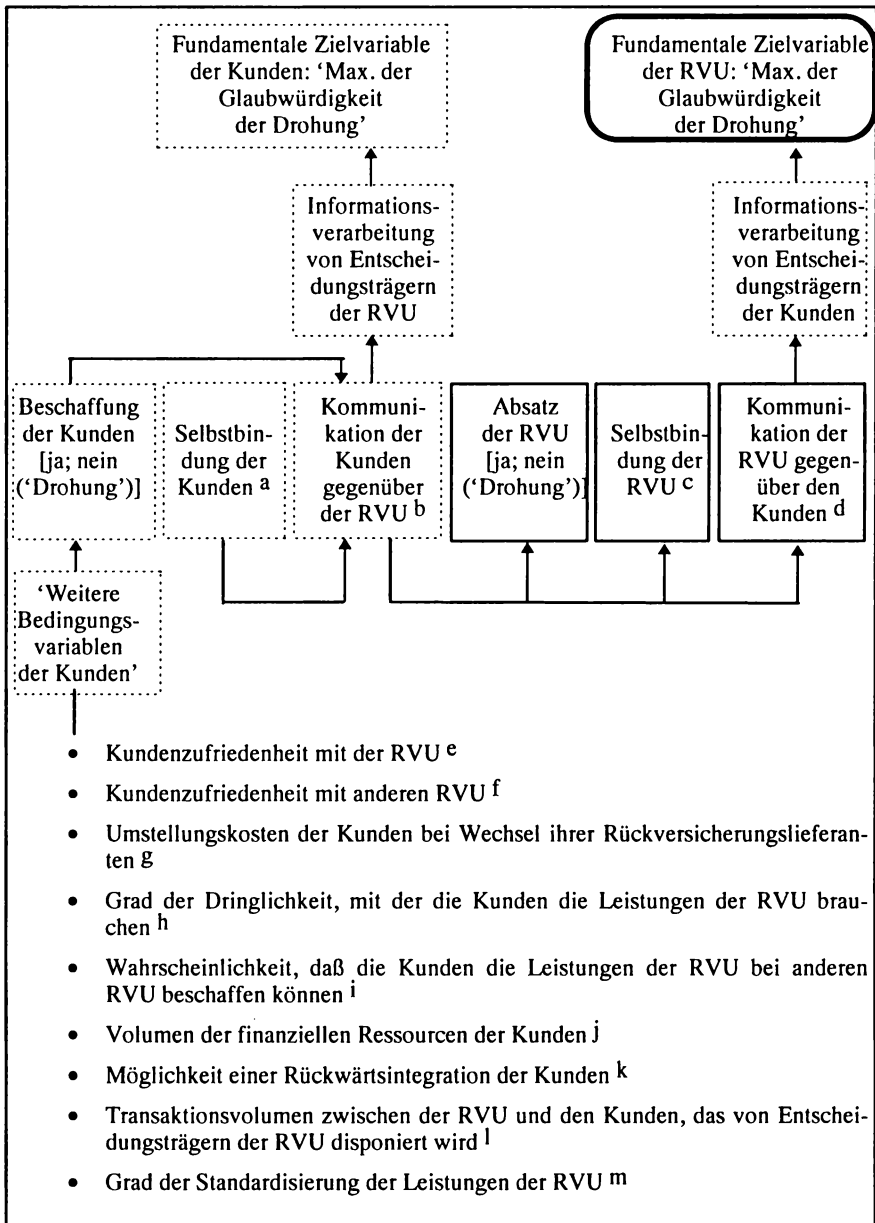 Fundamentale Zielvariable
der Kunden: ‘Max. der
Glaubwürdigkeit
der Drohung’
Fundamentale Zielvariable
der RVU: ‘Max. der
Glaubwürdigkeit
der Drohung’
Informations-
verarbeitung
von Entschei-
dungsträgern
der RVU
Informations-
verarbeitung
von Entschei-
dungsträgern
der Kunden
Beschaffung
der Kunden
[ja; nein
(‘Drohung’)]
Selbstbin-
dung der
Kunden a
Kommuni-
kation der
Kunden
gegenüber
der RVU b
Absatz
der RVU
[ja; nein
(‘Drohung’)]
Selbstbin-
dung der
RVU c
Kommuni-
kation der
RVU gegen-
über den
Kunden d
‘Weitere
Bedingungs-
variablen
der Kunden’
• Kundenzufriedenheit mit der RVU e
• Kundenzufriedenheit mit anderen RVU f
• Umstellungskosten der Kunden bei Wechsel ihrer Rückversicherungslieferan-
ten g
• Grad der Dringlichkeit, mit der die Kunden die Leistungen der RVU brau-
chen h
• Wahrscheinlichkeit, daß die Kunden die Leistungen der RVU bei anderen
RVU beschaffen können i
• Volumen der finanziellen Ressourcen der Kunden j
• Möglichkeit einer Rückwärtsintegration der Kunden k
• Transaktionsvolumen zwischen der RVU und den Kunden, das von Entschei-
dungsträgern der RVU disponiert wird l
• Grad der Standardisierung der Leistungen der RVU m